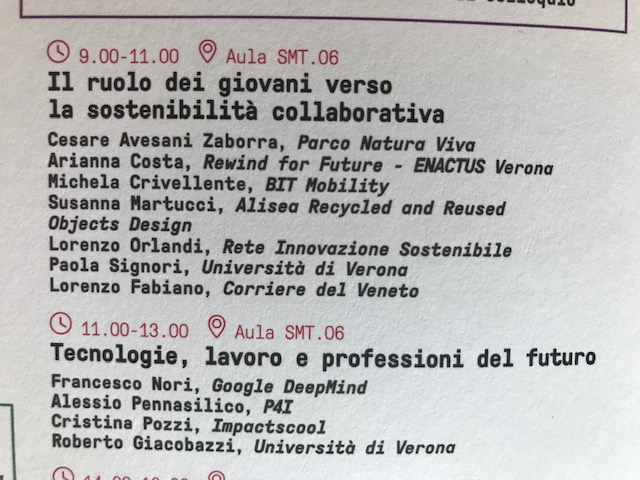 9.00-11.00 Aula SMT.06
Il ruolo dei giovani verso
la sostenibilità collaborativa
Cesare Avesani Zaborra, Parco Natura Viva
Arianna Costa, Rewind for Future - ENACTUS Verona
Michela Crivellente, BIT Mobility
Susanna Martucci, Alisea Recycled and Reused
Objects Design
Lorenzo Orlandi, Rete Innovazione Sostenibile
Paola Signori, Università di Verona
Lorenzo Fabiano, Corriere del Veneto
11.00-13.00 Aula SMT.06
Tecnologie, lavoro e professioni del futuro
Francesco Nori, Google DeepMind
Alessio Pennasilico, P4I
Cristina Pozzi, Impactscool
Roberto Giacobazzi, Università di Verona